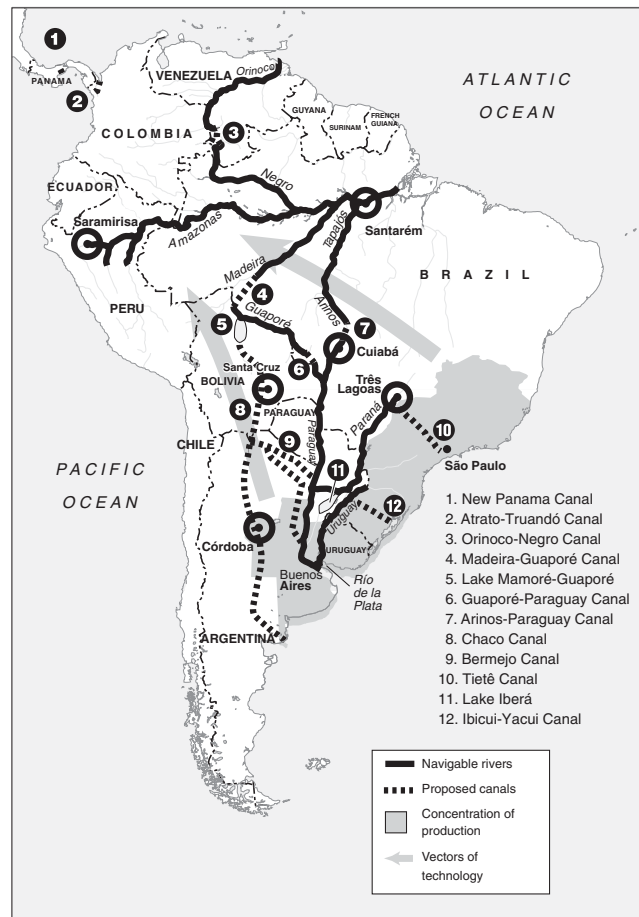 1
PANAMA
2
VENEZUELA
Orinoco
ATLANTIC
OCEAN
GUYANA
SURINAM
FRENCH
GUIANA
COLOMBIA
3
ECUADOR
Negro
Saramirisa
Amazonas
Tapajós
Santarém
Madeira
BRAZIL
PERU
4
Arinos
5
Guaporé
7
Cuiabá
6
Santa Cruz
BOLIVIA
Três
Lagoas
8
PARAGUAY
Paraná
10
CHILE
9
Paraguay
São Paulo
PACIFIC
OCEAN
11
12
Uruguay
Córdoba
URUGUAY
Buenos
Aires
Río
de la
Plata
ARGENTINA
1. New Panama Canal
2. Atrato-Truandó Canal
3. Orinoco-Negro Canal
4. Madeira-Guaporé Canal
5. Lake Mamoré-Guaporé
6. Guaporé-Paraguay Canal
7. Arinos-Paraguay Canal
8. Chaco Canal
9. Bermejo Canal
10. Tietê Canal
11. Lake Iberá
12. Ibicui-Yacui Canal
Navigable rivers
Proposed canals
Concentration of
production
Vectors of
technology